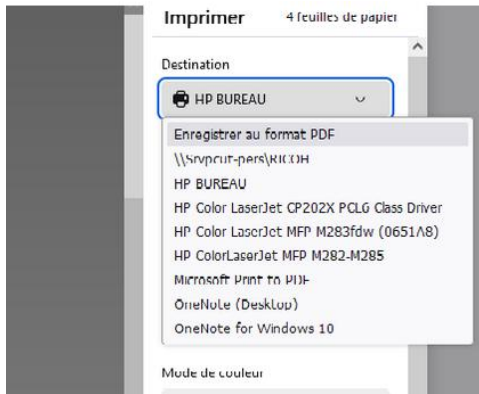 Imprimer 4 feuilles de papier
Destination
HP BUREAU
Enregistrer au format PDF
\\Srvpcut-pers\RICOH
HP BUREAU
HP Color LaserJet CP202X PCL6 Class Driver
HP Color LaserJet MFP M283fdw (0651A8)
HP ColorLaserJet MFP M282-M285
Microsoft Print to PDF
OneNote (Desktop)
OneNote for Windows 10
Mode de couleur